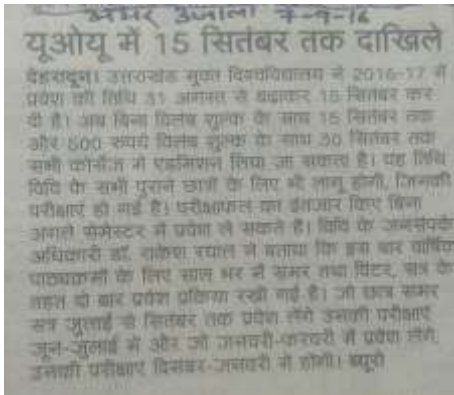 अमर उजाला 7-9-16
यूओयू में 15 सितंबर तक दाखिले
देहरादून। उत्तराखंड मुक्त विश्वविद्यालय ने 2016-17 में
प्रवेश की तिथि 31 अगस्त से बढ़ाकर 15 सितंबर कर
दी है। अब बिना विलंब शुल्क के साथ 15 सितंबर तक
और 500 रुपये विलंब शुल्क के साथ 30 सितंबर तक
सभी कोर्सेज में एडमिशन लिया जा सकता है। यह तिथि
विवि के सभी पुराने छात्रों के लिए भी लागू होगी, जिनकी
परीक्षाएं हो गई हैं। परीक्षाफल का इंतजार किए बिना
अगले सेमेस्टर में प्रवेश ले सकते हैं। विवि के जनसंपर्क
अधिकारी डॉ. राकेश रयाल ने बताया कि इस बार वार्षिक
पाठ्यक्रमों के लिए साल भर में समर तथा विंटर, सत्र के
तहत दो बार प्रवेश प्रक्रिया रखी गई है। जो छात्र समर
सत्र जुलाई से सितंबर तक प्रवेश लेंगे उनकी परीक्षाएं
जून-जुलाई में और जो जनवरी-फरवरी में प्रवेश लेंगे,
उनकी परीक्षाएं दिसंबर-जनवरी में होंगी। ब्यूरो